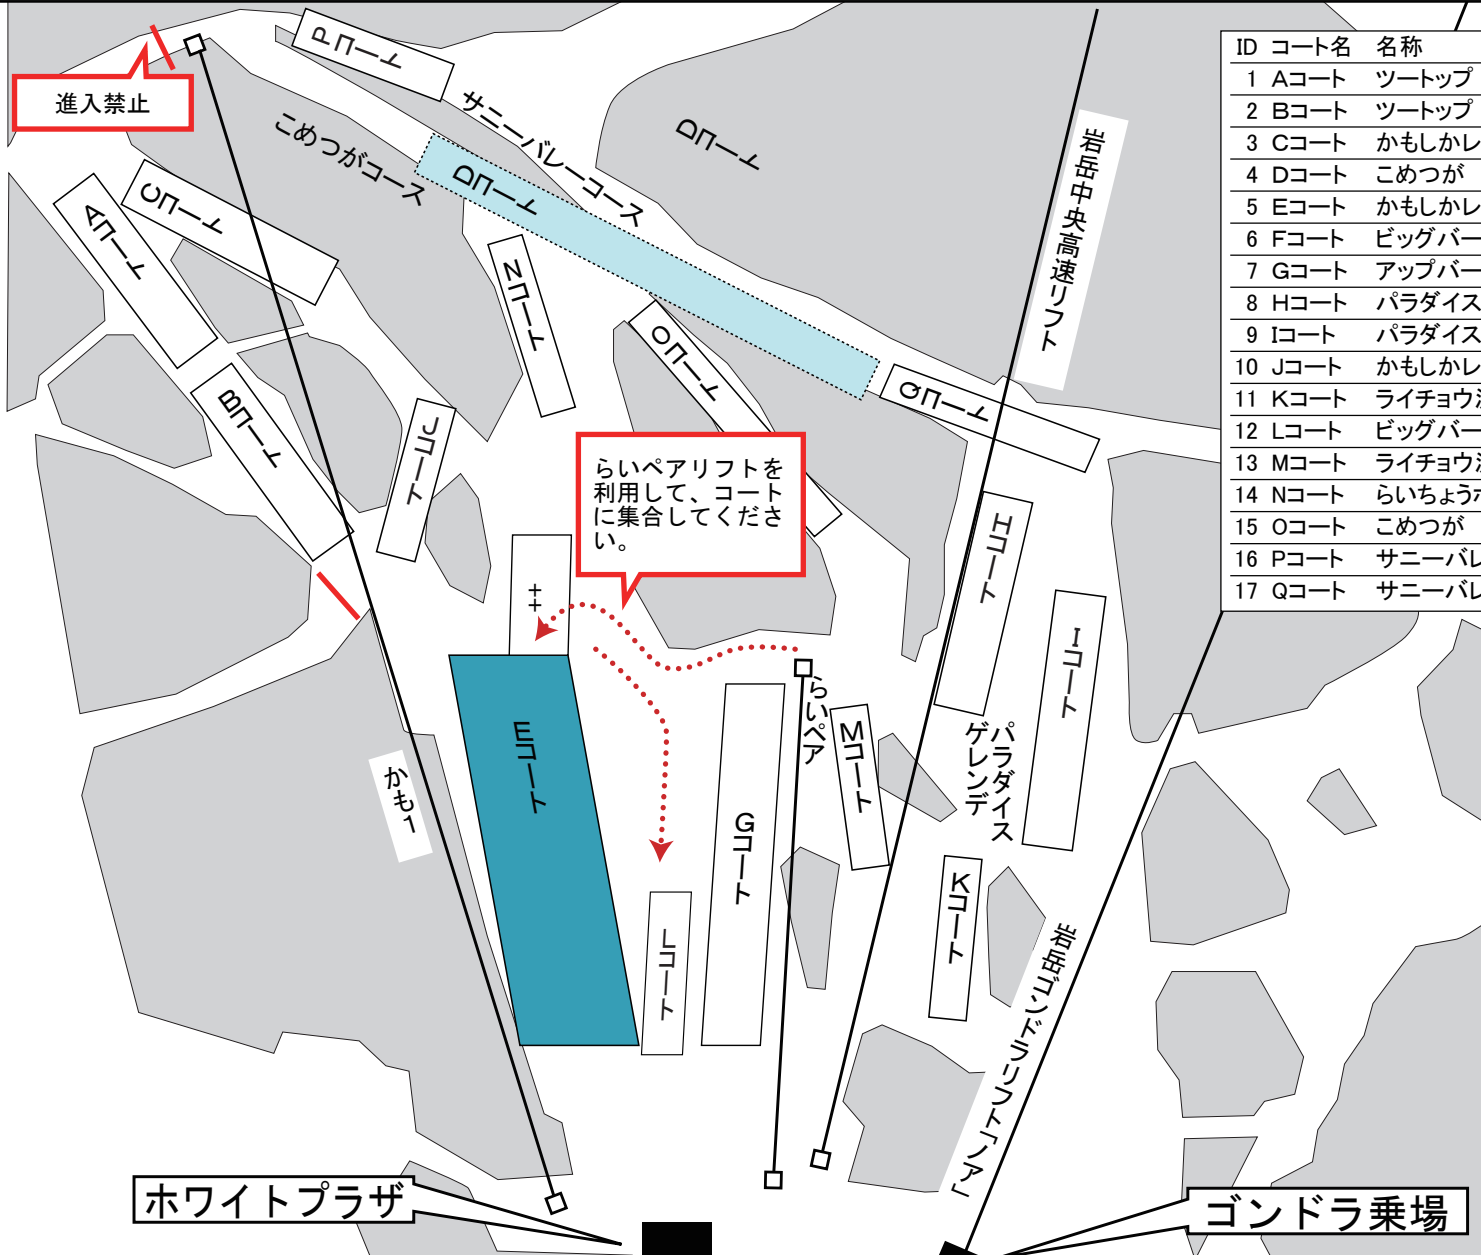 進入禁止
Pコート
サニーバレーコース
こめつがコース
Dコート
Dコート
岩岳中央高速リフト
Aコート
Cコート
Nコート
Oコート
Qコート
Bコート
Jコート
らいペアリフトを
利用して、コート
に集合してくださ
い。
Hコート
Iコート
Eコート
らいペア
Mコート
パラダイス
ゲレンデ
かも1
Gコート
Kコート
Lコート
岩岳ゴンドラリフト「ノア」
ホワイトプラザ
ゴンドラ乗場
ID コート名 名称
1 Aコート ツートップ
2 Bコート ツートップ
3 Cコート かもしかレ
4 Dコート こめつが
5 Eコート かもしかレ
6 Fコート ビッグバー
7 Gコート アップバー
8 Hコート パラダイス
9 Iコート パラダイス
10 Jコート かもしかレ
11 Kコート ライチョウ
12 Lコート ビッグバー
13 Mコート ライチョウ
14 Nコート らいちょう
15 Oコート こめつが
16 Pコート サニーバレ
17 Qコート サニーバレ